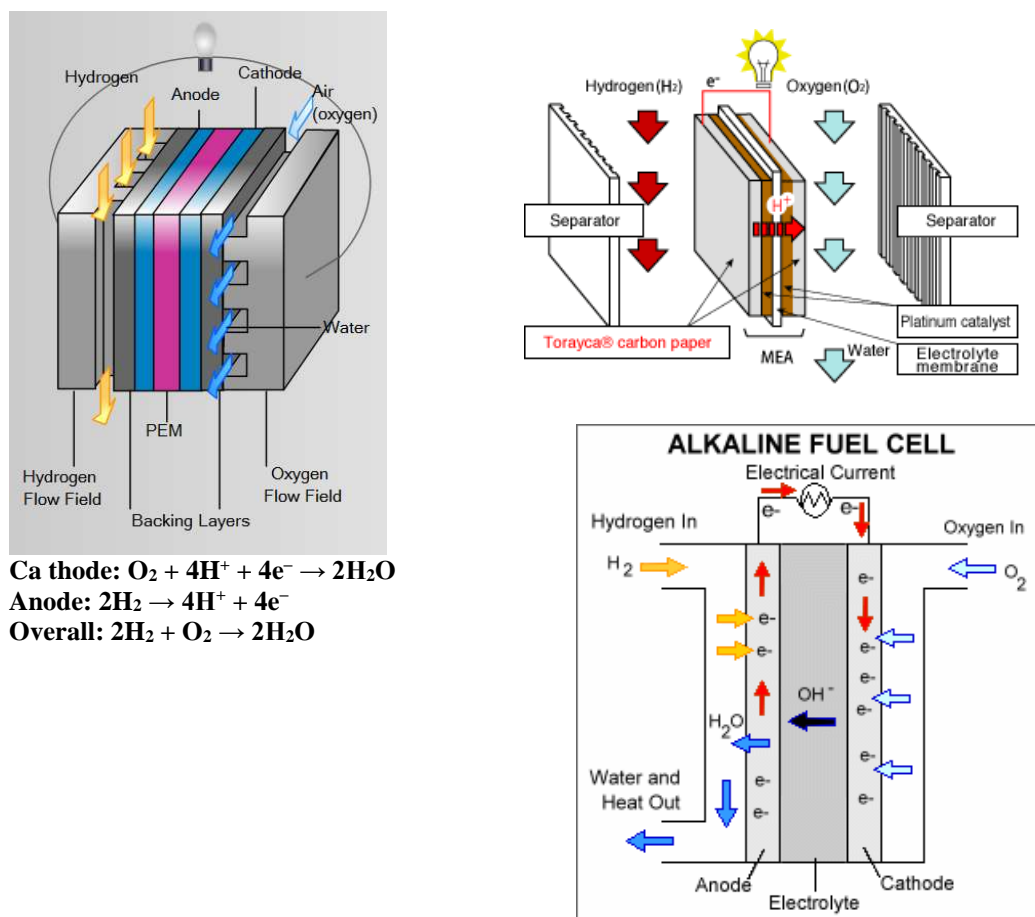 Hydrogen
Cathode
Anode
Air
(oxygen)
Water
PEM
Hydrogen
Flow Field
Oxygen
Flow Field
Backing Layers
Ca thode: O₂ + 4H⁺ + 4e⁻ → 2H₂O
Anode: 2H₂ → 4H⁺ + 4e⁻
Overall: 2H₂ + O₂ → 2H₂O
Hydrogen(H₂)
e⁻
Oxygen(O₂)
Separator
H⁺
Separator
Platinum catalyst
Torayca® carbon paper
MEA
Water
Electrolyte
membrane
ALKALINE FUEL CELL
Electrical Current
e-
e-
Hydrogen In
Oxygen In
H₂
O₂
e-
e-
e-
e-
e-
OH⁻
e-
H₂O
e-
Water and
Heat Out
e-
e-
e-
Anode
Cathode
Electrolyte